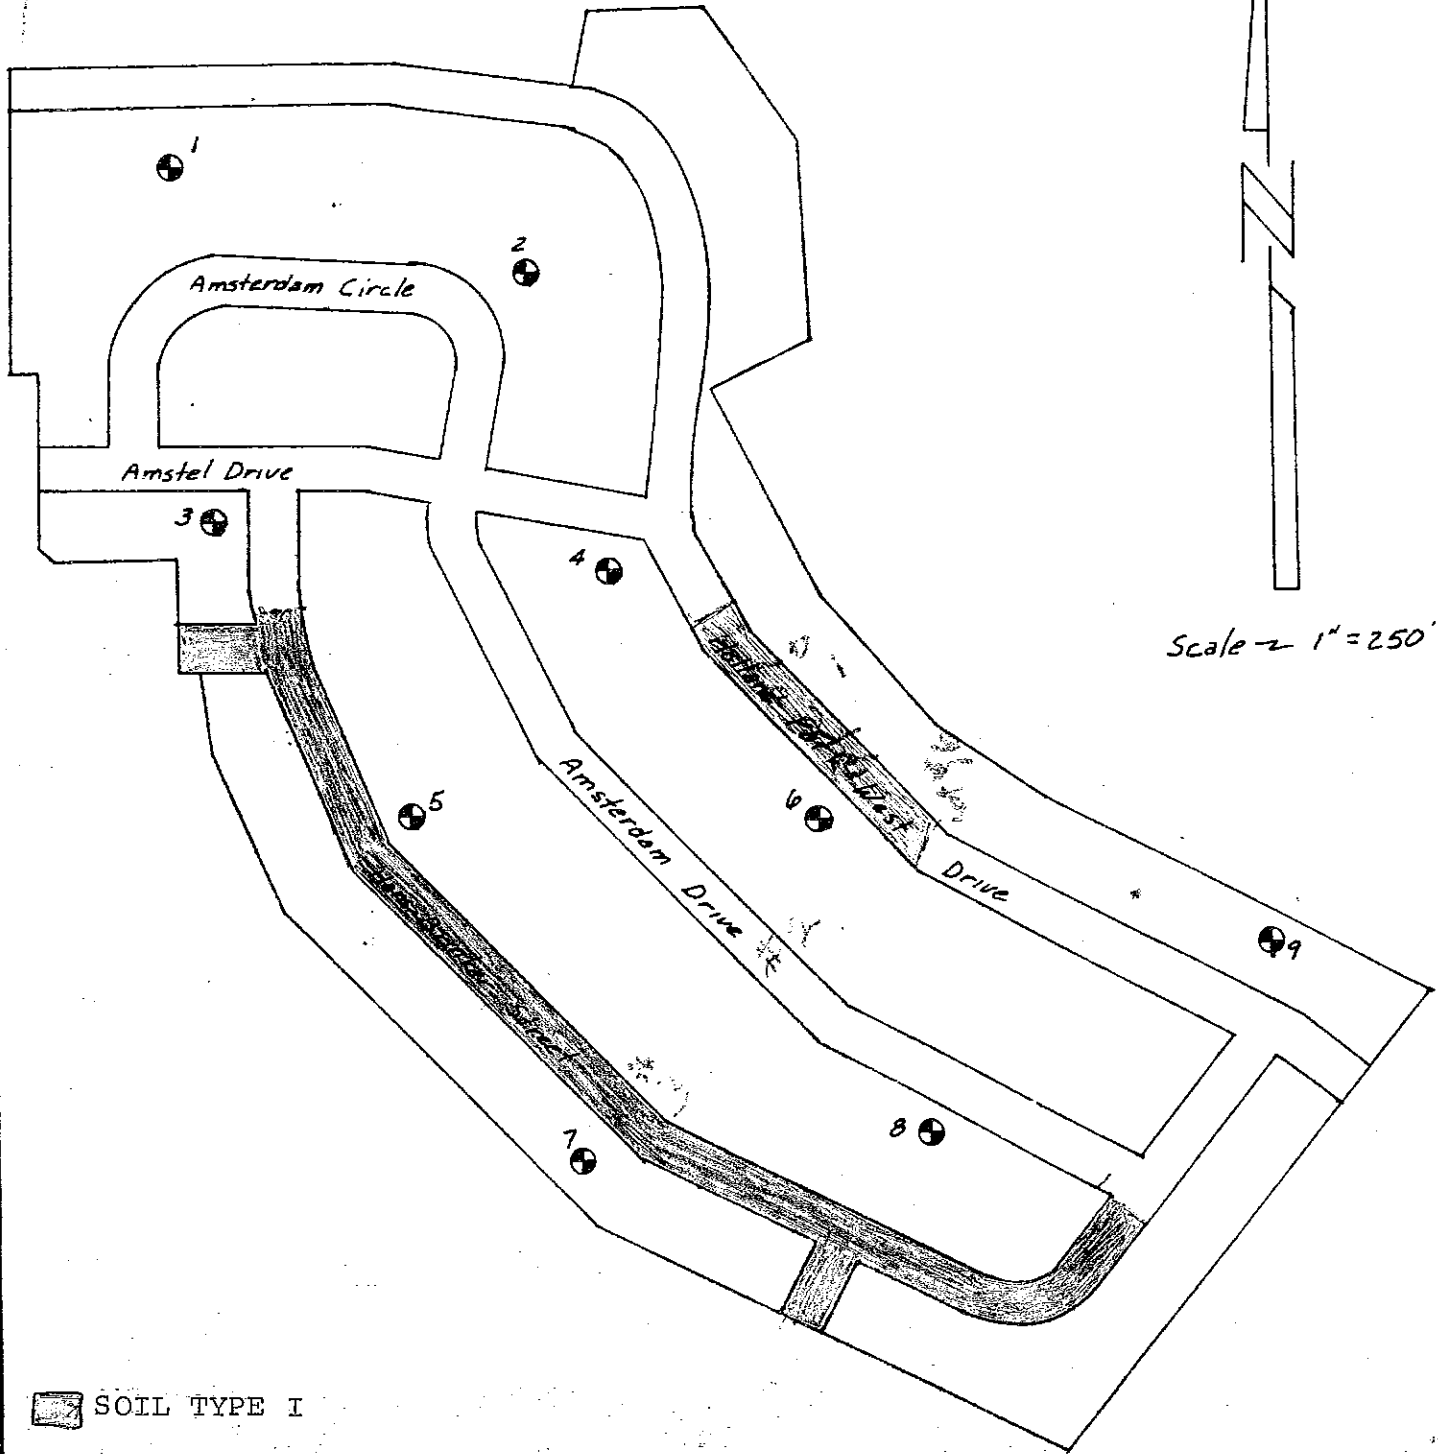 1
2
Amsterdam Circle
Amstel Drive
3
4
Scale ~ 1" = 250'
5
6
Amsterdam Drive
Drive
9
8
7
Street
SOIL TYPE I
N